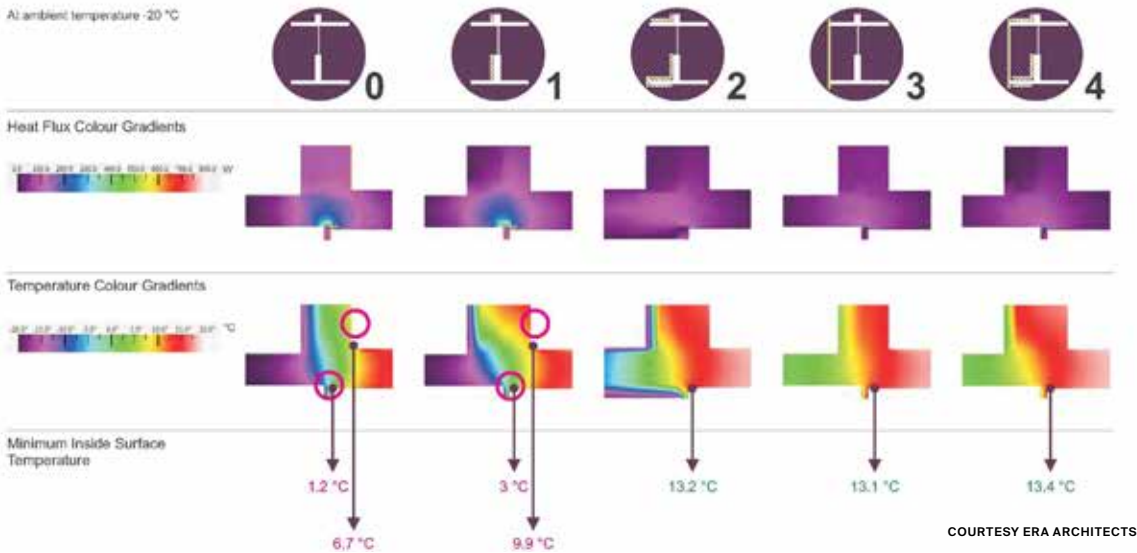 At ambient temperature -20 °C
0 1 2 3 4
Heat Flux Colour Gradients
W
Temperature Colour Gradients
°C
Minimum Inside Surface
Temperature
1.2 °C 3 °C 13.2 °C 13.1 °C 13.4 °C
6.7 °C 9.9 °C
COURTESY ERA ARCHITECTS